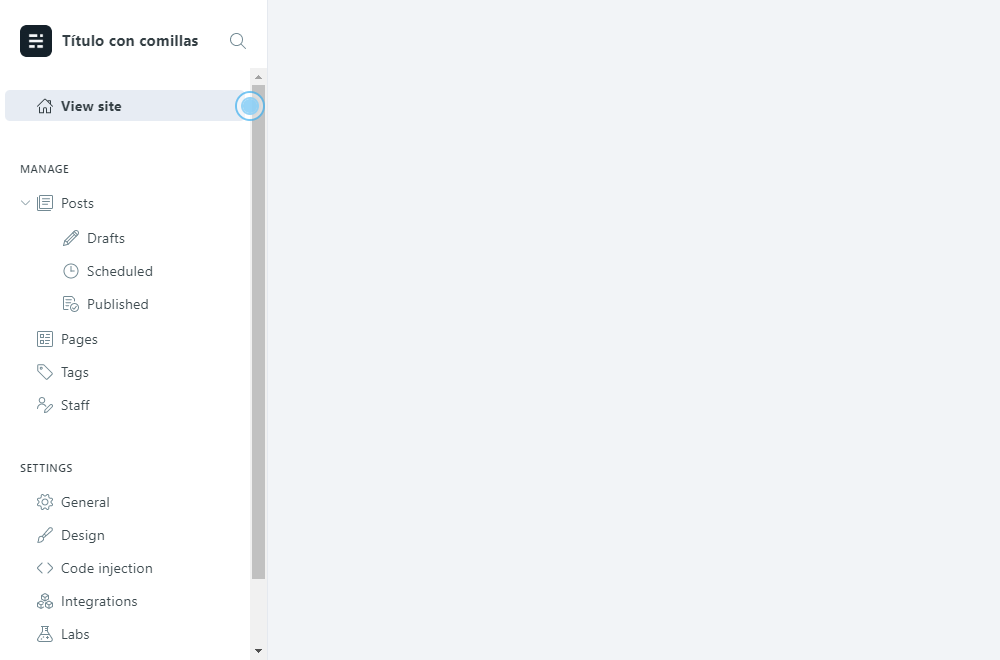 Título con comillas
View site
MANAGE
Posts
Drafts
Scheduled
Published
Pages
Tags
Staff
SETTINGS
General
Design
Code injection
Integrations
Labs